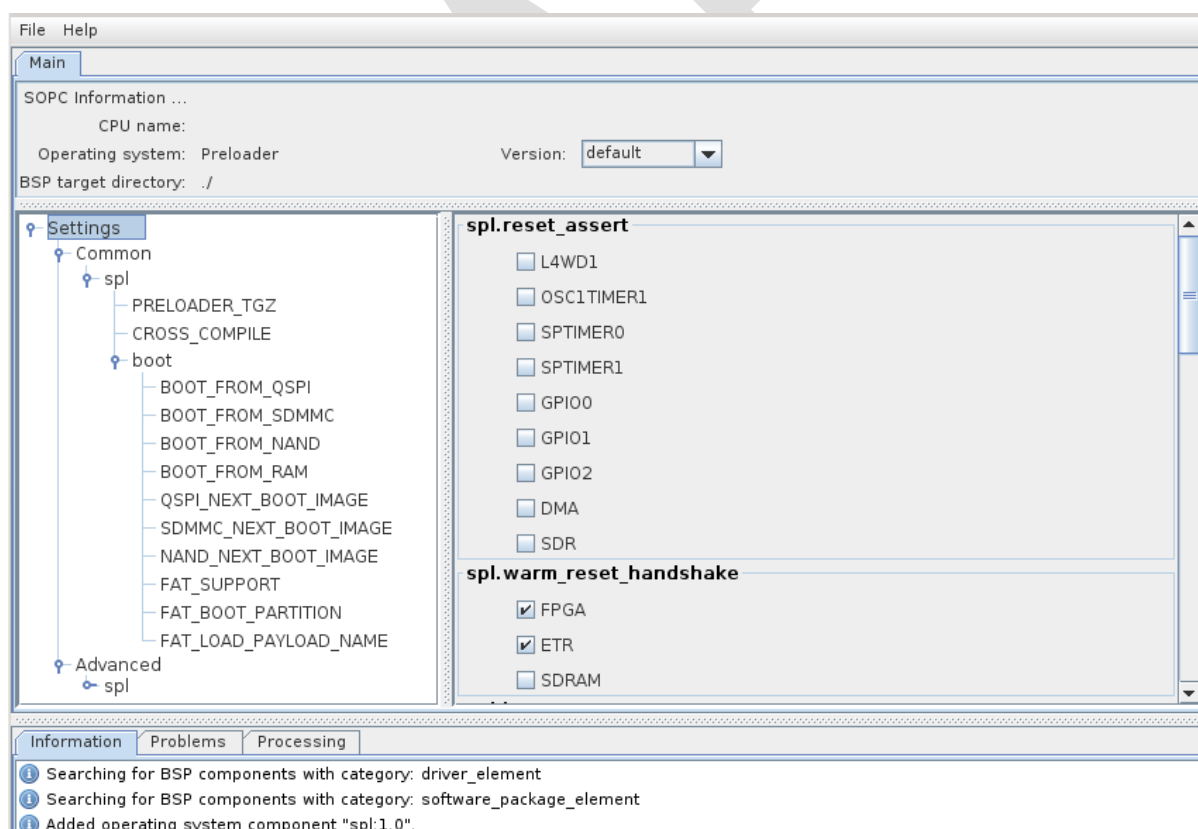 File Help
Main
SOPC Information ...
CPU name:
Operating system: Preloader Version: default
BSP target directory: ./
Settings
Common
spl
PRELOADER_TGZ
CROSS_COMPILE
boot
BOOT_FROM_QSPI
BOOT_FROM_SDMMC
BOOT_FROM_NAND
BOOT_FROM_RAM
QSPI_NEXT_BOOT_IMAGE
SDMMC_NEXT_BOOT_IMAGE
NAND_NEXT_BOOT_IMAGE
FAT_SUPPORT
FAT_BOOT_PARTITION
FAT_LOAD_PAYLOAD_NAME
Advanced
spl
spl.reset_assert
L4WD1
OSC1TIMER1
SPTIMER0
SPTIMER1
GPIO0
GPIO1
GPIO2
DMA
SDR
spl.warm_reset_handshake
FPGA
ETR
SDRAM
Information Problems Processing
Searching for BSP components with category: driver_element
Searching for BSP components with category: software_package_element
Added operating system component "spl:1.0".